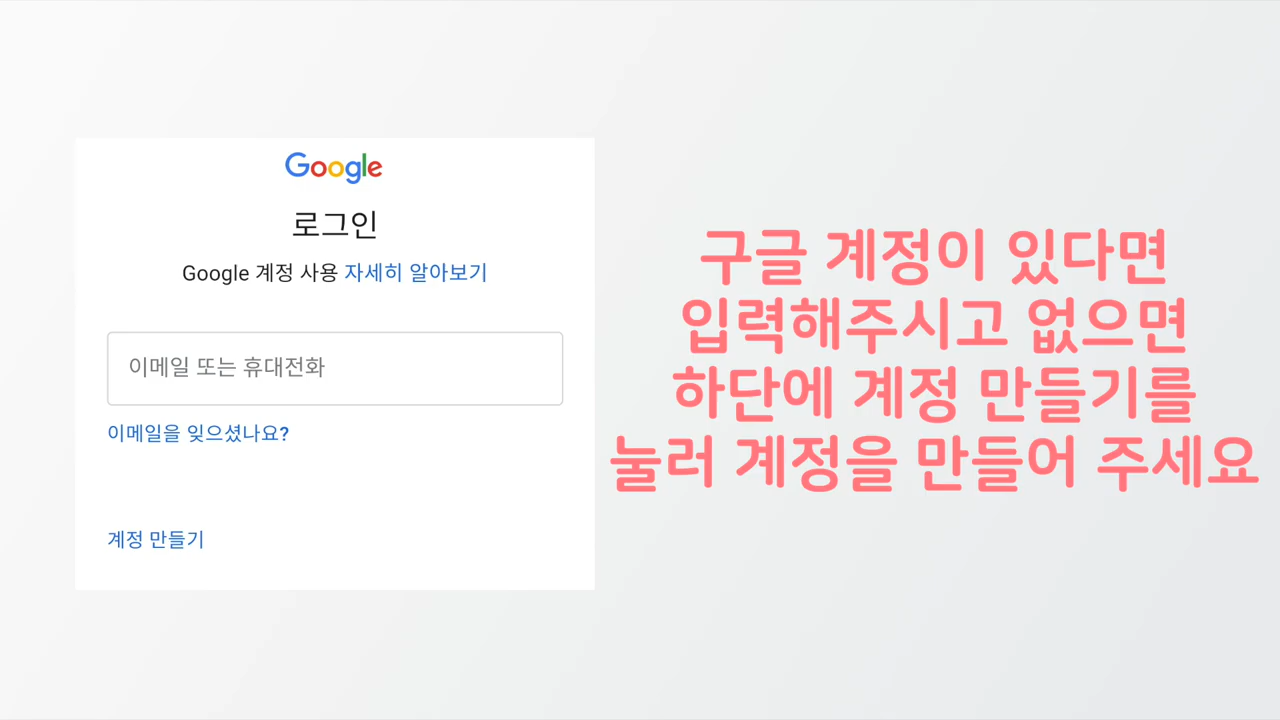 Google
로그인
Google 계정 사용 자세히 알아보기
이메일 또는 휴대전화
이메일을 잊으셨나요?
계정 만들기
구글 계정이 있다면
입력해주시고 없으면
하단에 계정 만들기를
눌러 계정을 만들어 주세요